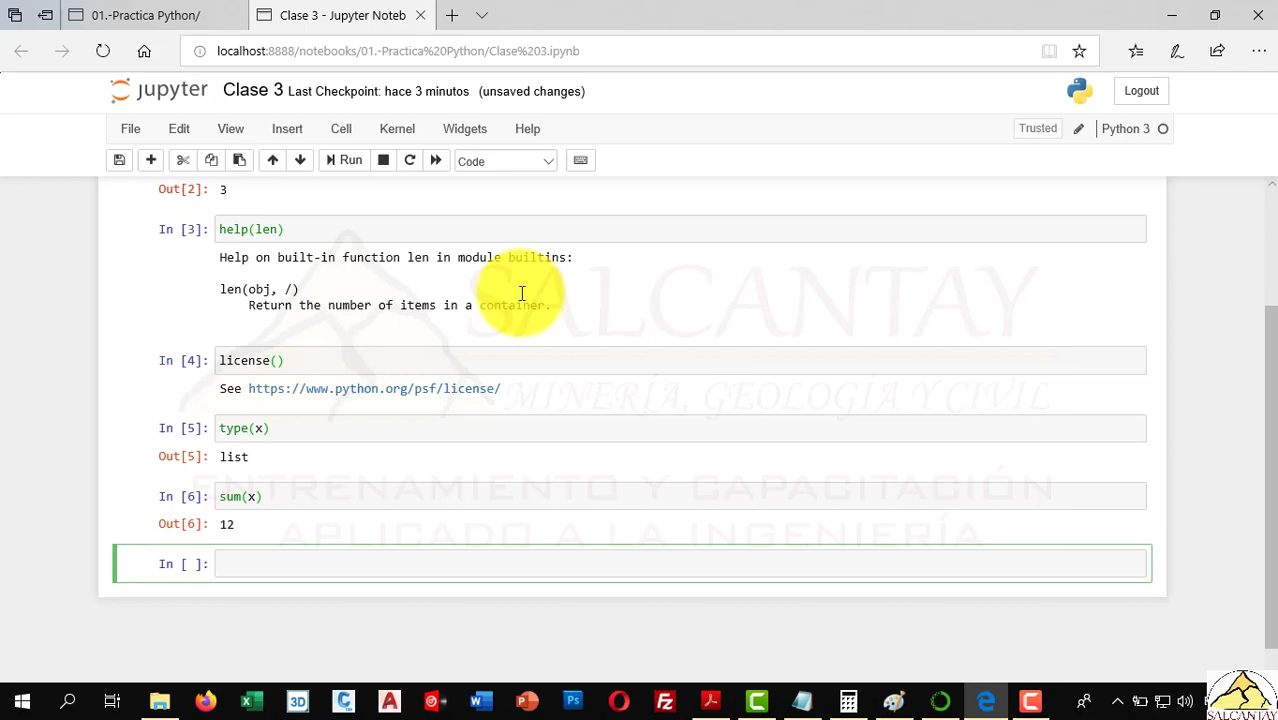 01.-Practica Python/
Clase 3 - Jupyter Noteb
localhost:8888/notebooks/01.-Practica%20Python/Clase%203.ipynb
jupyter Clase 3 Last Checkpoint: hace 3 minutos (unsaved changes)
Logout
File Edit View Insert Cell Kernel Widgets Help
Trusted
Python 3
Run
Code
Out[2]: 3
In [3]: help(len)
Help on built-in function len in module builtins:
len(obj, /)
Return the number of items in a container.
In [4]: license()
See https://www.python.org/psf/license/
In [5]: type(x)
Out[5]: list
In [6]: sum(x)
Out[6]: 12
In [ ]:
SALCANTAY
MINERÍA, GEOLOGÍA Y CIVIL
ENTRENAMIENTO Y CAPACITACIÓN
APLICADO A LA INGENIERÍA
SALCANTAY